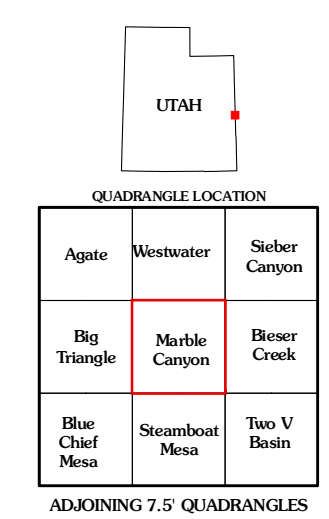 UTAH
QUADRANGLE LOCATION
Agate
Westwater
Sieber
Canyon
Big
Triangle
Marble
Canyon
Bieser
Creek
Blue
Chief
Mesa
Steamboat
Mesa
Two V
Basin
ADJOINING 7.5' QUADRANGLES